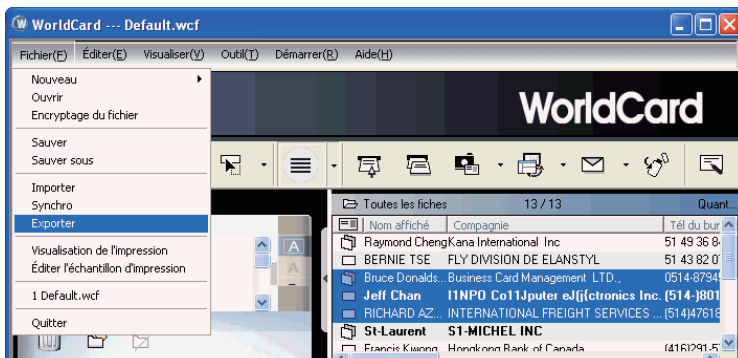 WorldCard --- Default.wcf
Fichier(F) Éditer(E) Visualiser(V) Outil(T) Démarrer(R) Aide(H)
Nouveau
Ouvrir
Encryptage du fichier
Sauver
Sauver sous
Importer
Synchro
Exporter
Visualisation de l'impression
Éditer l'échantillon d'impression
1 Default.wcf
Quitter
WorldCard
Toutes les fiches 13 / 13 Quant...
Nom affiché Compagnie Tél du bur
Raymond Cheng Kana International Inc 51 49 36 8
BERNIE TSE FLY DIVISION DE ELANSTYL 51 43 82 0
Bruce Donalds... Business Card Management LTD., 0514-8794
Jeff Chan I1NPO Co11Jputer eJ[j[ctronics Inc. (514-)801
RICHARD AZ... INTERNATIONAL FREIGHT SERVICES ... (514)47618
St-Laurent S1-MICHEL INC
Francis Kwong Hongkong Bank of Canada (416)291-5
A
A